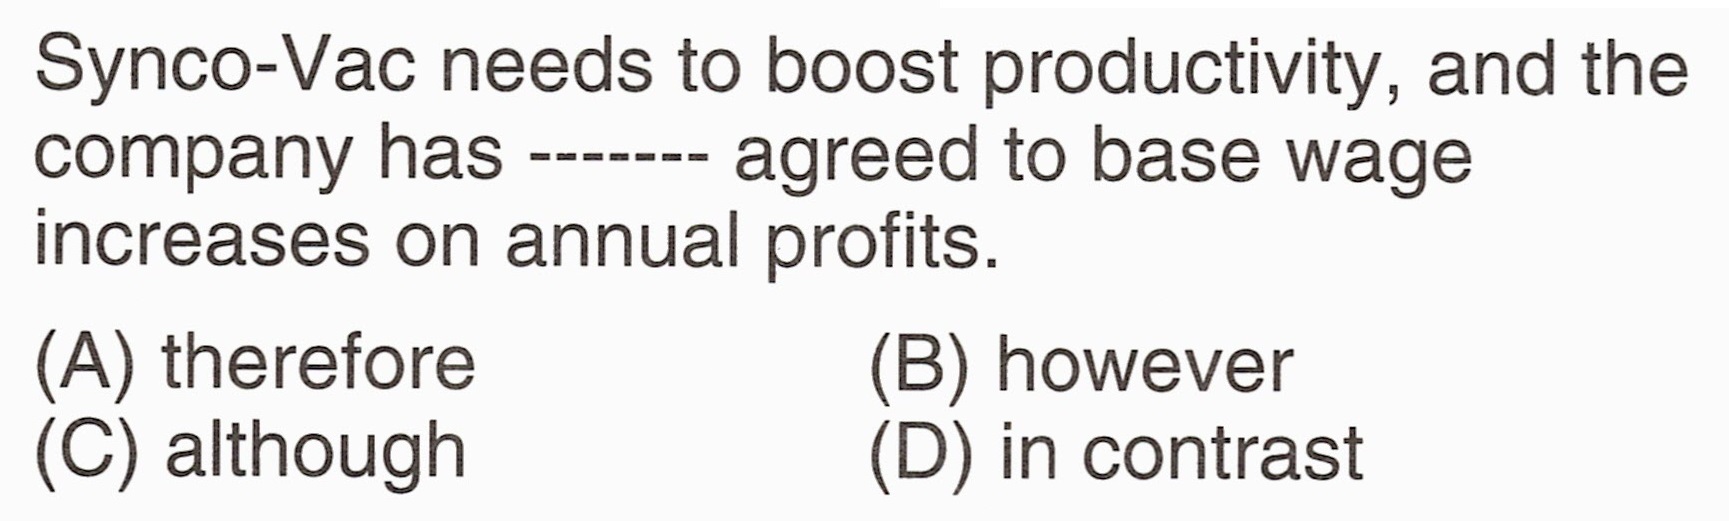 Synco-Vac needs to boost productivity, and the
company has ------- agreed to base wage
increases on annual profits.
(A) therefore (B) however
(C) although (D) in contrast